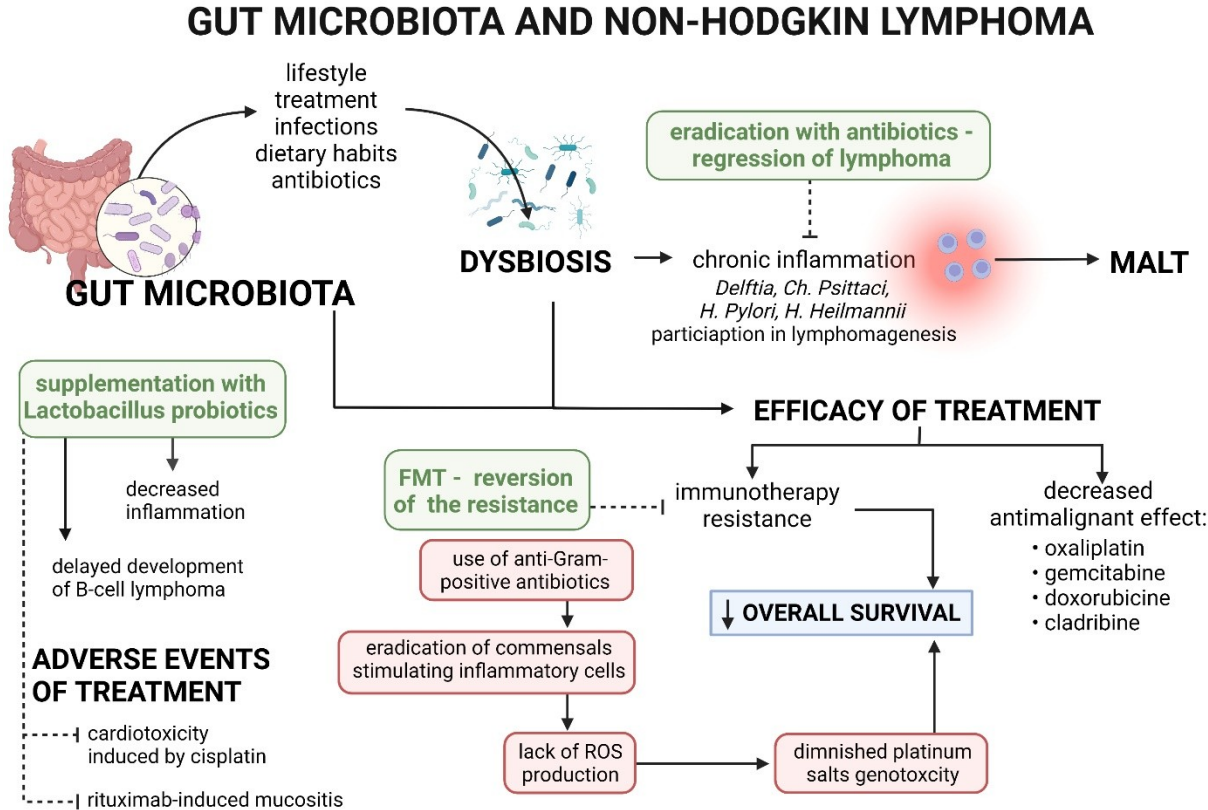 GUT MICROBIOTA AND NON-HODGKIN LYMPHOMA
lifestyle
treatment
infections
dietary habits
antibiotics
eradication with antibiotics -
regression of lymphoma
GUT MICROBIOTA
DYSBIOSIS
chronic inflammation
Delftia, Ch. Psittaci,
H. Pylori, H. Heilmannii
particiaption in lymphomagenesis
MALT
supplementation with
Lactobacillus probiotics
decreased
inflammation
delayed development
of B-cell lymphoma
ADVERSE EVENTS
OF TREATMENT
cardiotoxicity
induced by cisplatin
rituximab-induced mucositis
EFFICACY OF TREATMENT
FMT - reversion
of the resistance
immunotherapy
resistance
decreased
antimalignant effect:
• oxaliplatin
• gemcitabine
• doxorubicine
• cladribine
use of anti-Gram-
positive antibiotics
eradication of commensals
stimulating inflammatory cells
lack of ROS
production
dimnished platinum
salts genotoxcity
↓ OVERALL SURVIVAL